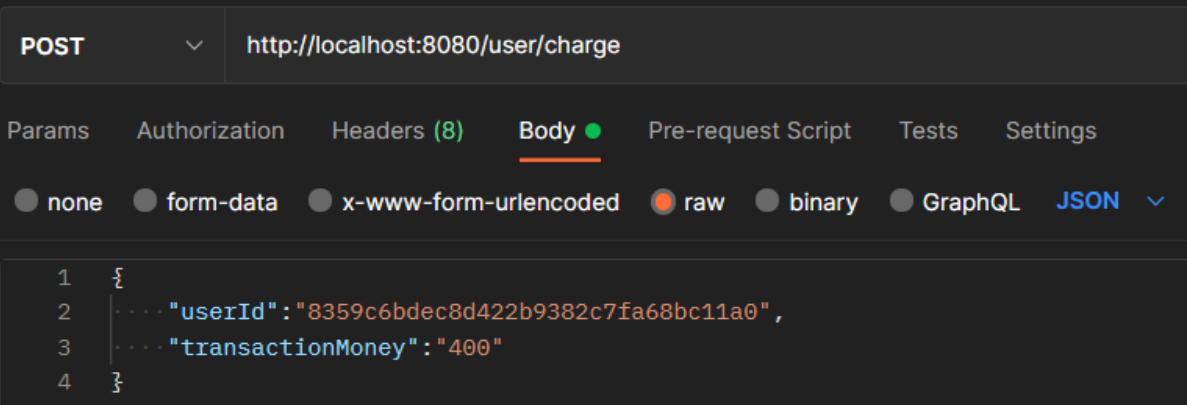 POST http://localhost:8080/user/charge
Params Authorization Headers (8) Body Pre-request Script Tests Settings
none form-data x-www-form-urlencoded raw binary GraphQL JSON
1 {
2 "userId":"8359c6bdec8d422b9382c7fa68bc11a0",
3 "transactionMoney":"400"
4 }